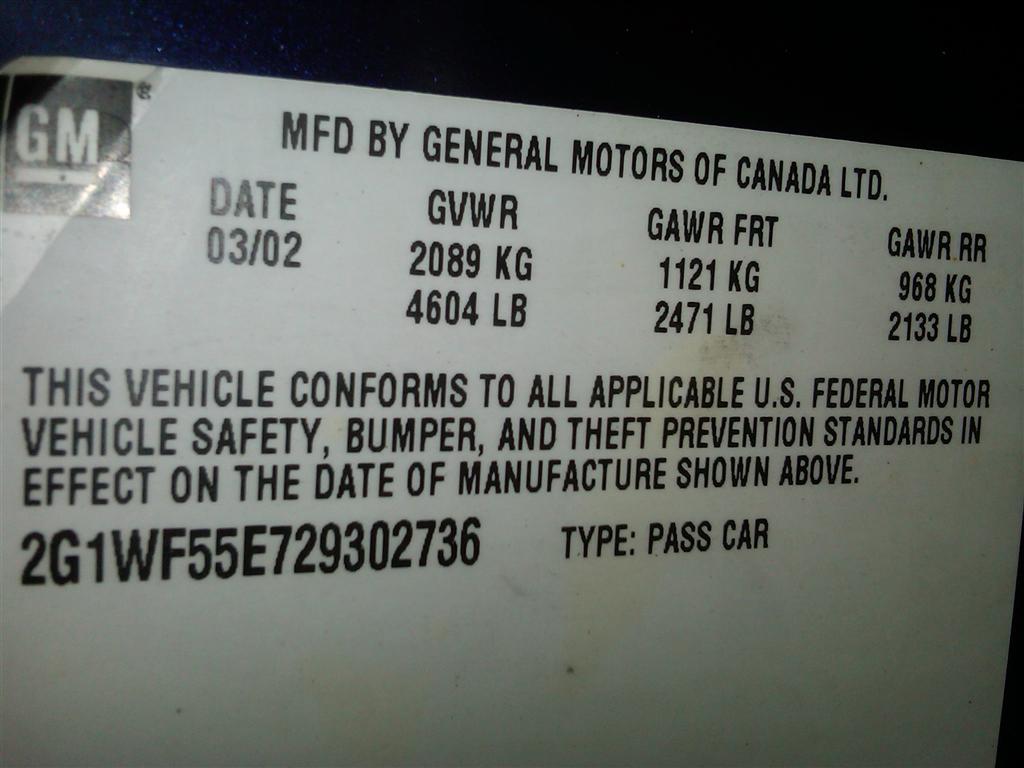 GM ®
MFD BY GENERAL MOTORS OF CANADA LTD.
DATE GVWR GAWR FRT GAWR RR
03/02 2089 KG 1121 KG 968 KG
4604 LB 2471 LB 2133 LB
THIS VEHICLE CONFORMS TO ALL APPLICABLE U.S. FEDERAL MOTOR
VEHICLE SAFETY, BUMPER, AND THEFT PREVENTION STANDARDS IN
EFFECT ON THE DATE OF MANUFACTURE SHOWN ABOVE.
2G1WF55E729302736 TYPE: PASS CAR